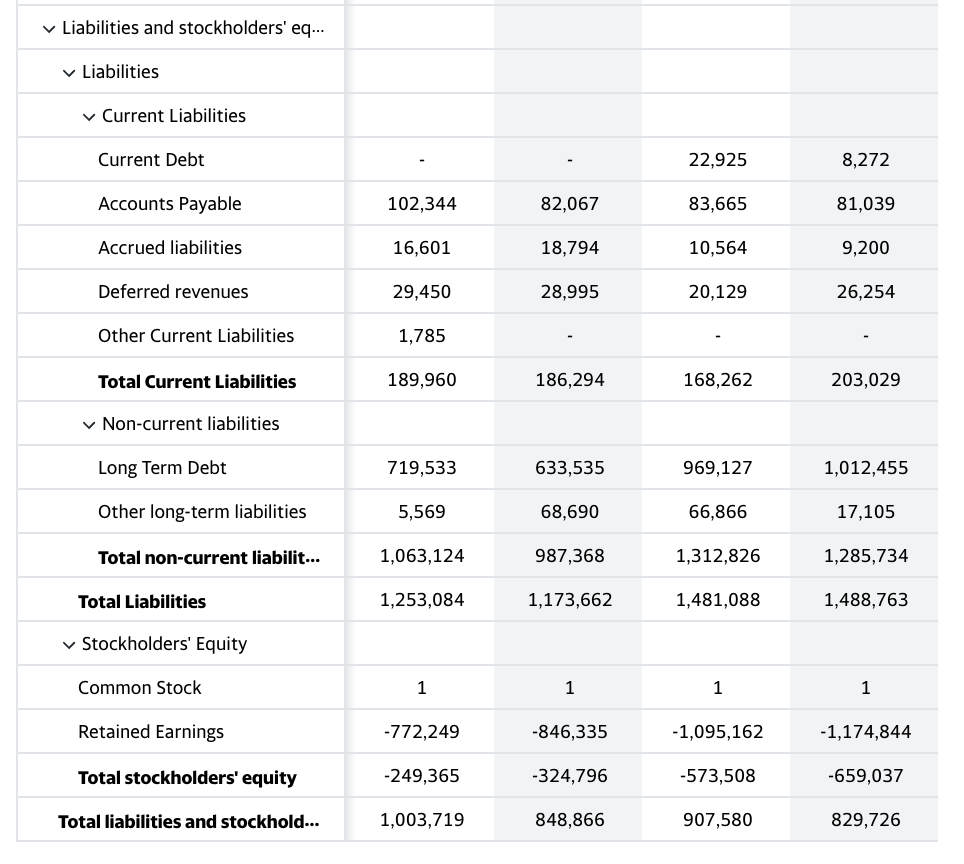 Liabilities and stockholders' eq...
Liabilities
Current Liabilities
Current Debt - - 22,925 8,272
Accounts Payable 102,344 82,067 83,665 81,039
Accrued liabilities 16,601 18,794 10,564 9,200
Deferred revenues 29,450 28,995 20,129 26,254
Other Current Liabilities 1,785 - - -
Total Current Liabilities 189,960 186,294 168,262 203,029
Non-current liabilities
Long Term Debt 719,533 633,535 969,127 1,012,455
Other long-term liabilities 5,569 68,690 66,866 17,105
Total non-current liabilit... 1,063,124 987,368 1,312,826 1,285,734
Total Liabilities 1,253,084 1,173,662 1,481,088 1,488,763
Stockholders' Equity
Common Stock 1 1 1 1
Retained Earnings -772,249 -846,335 -1,095,162 -1,174,844
Total stockholders' equity -249,365 -324,796 -573,508 -659,037
Total liabilities and stockhold... 1,003,719 848,866 907,580 829,726